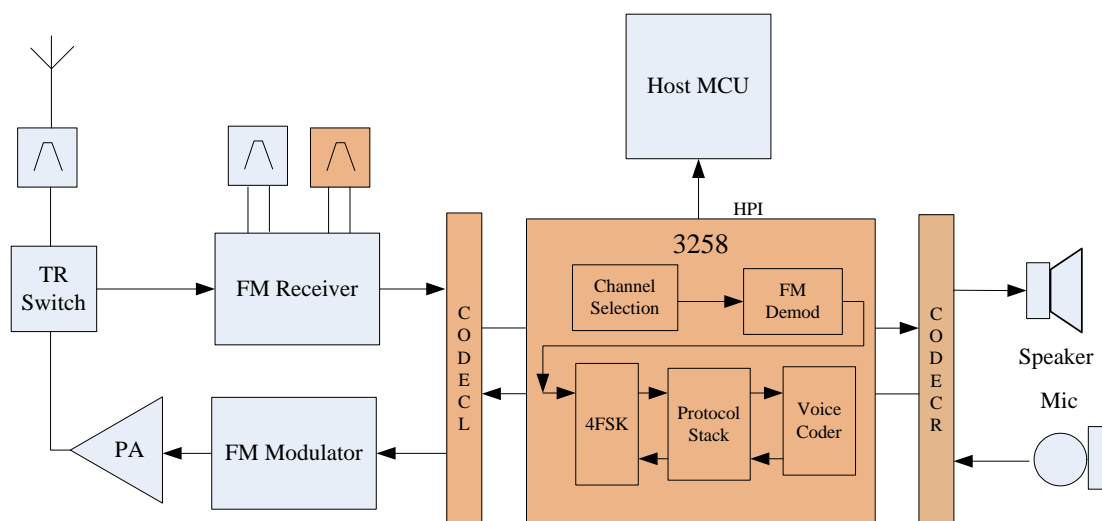 Host MCU
HPI
3258
TR
Switch
FM Receiver
C
O
D
E
C
L
Channel
Selection
FM
Demod
C
O
D
E
C
R
Speaker
Mic
4FSK
Protocol
Stack
Voice
Coder
PA
FM Modulator